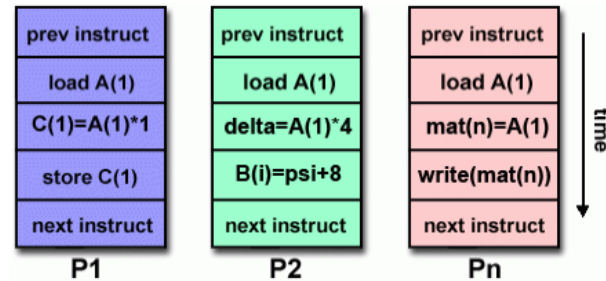 prev instruct
load A(1)
C(1)=A(1)*1
store C(1)
next instruct
P1
prev instruct
load A(1)
delta=A(1)*4
B(i)=psi+8
next instruct
P2
prev instruct
load A(1)
mat(n)=A(1)
write(mat(n))
next instruct
Pn
time